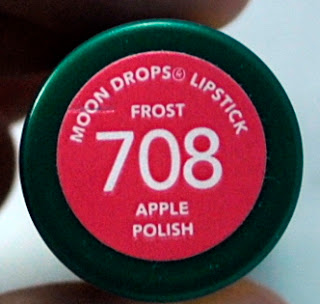 MOON DROPS® LIPSTICK
FROST
708
APPLE
POLISH